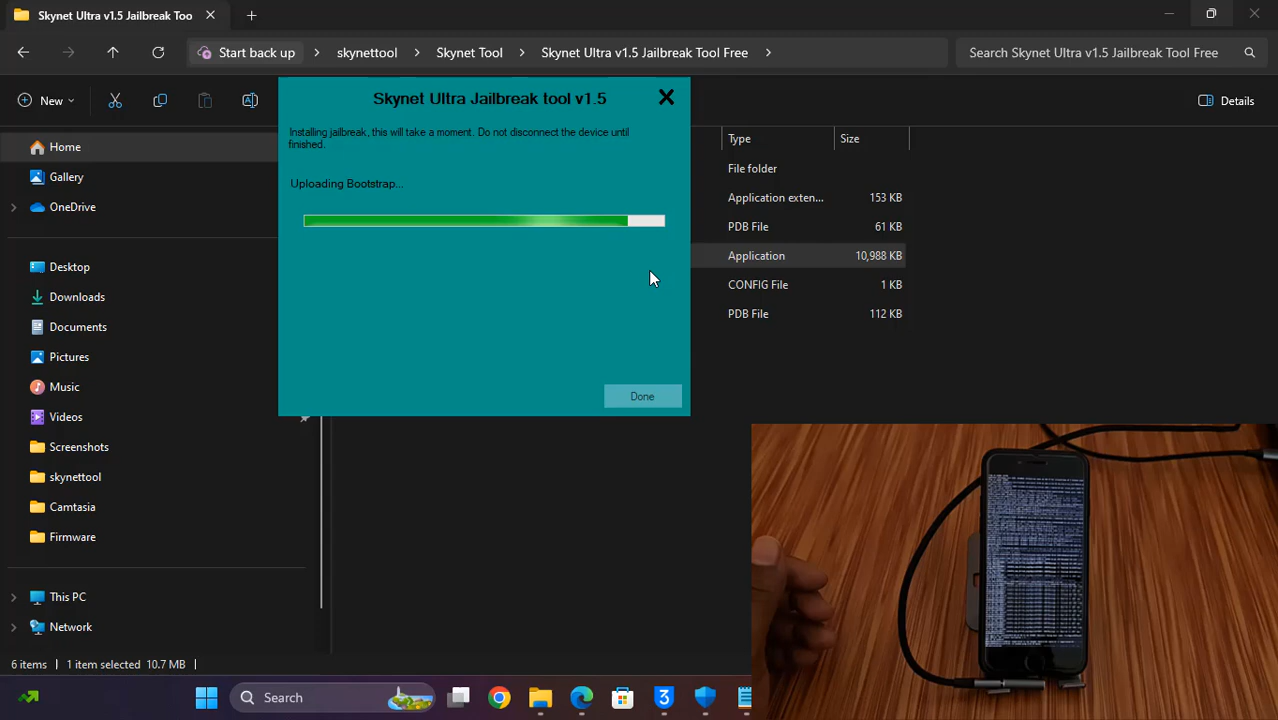 Skynet Ultra v1.5 Jailbreak Too
Start back up
skynettool
Skynet Tool
Skynet Ultra v1.5 Jailbreak Tool Free
Search Skynet Ultra v1.5 Jailbreak Tool Free
New
Details
Skynet Ultra Jailbreak tool v1.5
Installing jailbreak, this will take a moment. Do not disconnect the device until
finished.
Uploading Bootstrap...
Done
Home
Gallery
OneDrive
Desktop
Downloads
Documents
Pictures
Music
Videos
Screenshots
skynettool
Camtasia
Firmware
This PC
Network
Type
Size
File folder
Application exten...
153 KB
PDB File
61 KB
Application
10,988 KB
CONFIG File
1 KB
PDB File
112 KB
6 items
1 item selected 10.7 MB
Search
3